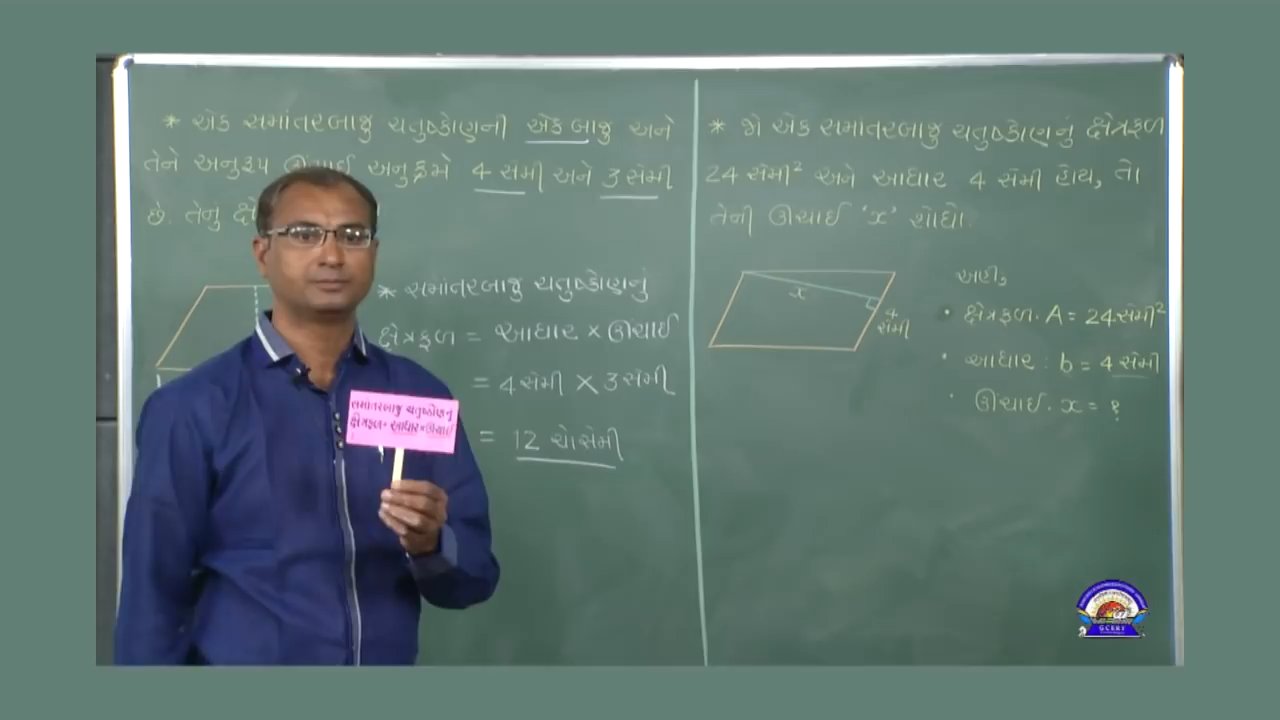 * એક સમાંતરબાજુ ચતુષ્કોણની એક બાજુ અને
તેને અનુરૂપ ઊંચાઈ અનુક્રમે 4 સેમી અને 3 સેમી
છે. તેનું
* સમાંતરબાજુ ચતુષ્કોણનું
ક્ષેત્રફળ = આધાર × ઊંચાઈ
= 4 સેમી × 3 સેમી
= 12 ચોસેમી
સમાંતરબાજુ ચતુષ્કોણનું
ક્ષેત્રફળ = આધાર × ઊંચાઈ
* જો એક સમાંતરબાજુ ચતુષ્કોણનું ક્ષેત્રફળ
24 સેમી² અને આધાર 4 સેમી હોય, તો
તેની ઊંચાઈ 'x' શોધો.
x
4
સેમી
અહીં,
• ક્ષેત્રફળ. A = 24 સેમી²
• આધાર : b = 4 સેમી
• ઊંચાઈ. x = ?
GCERT